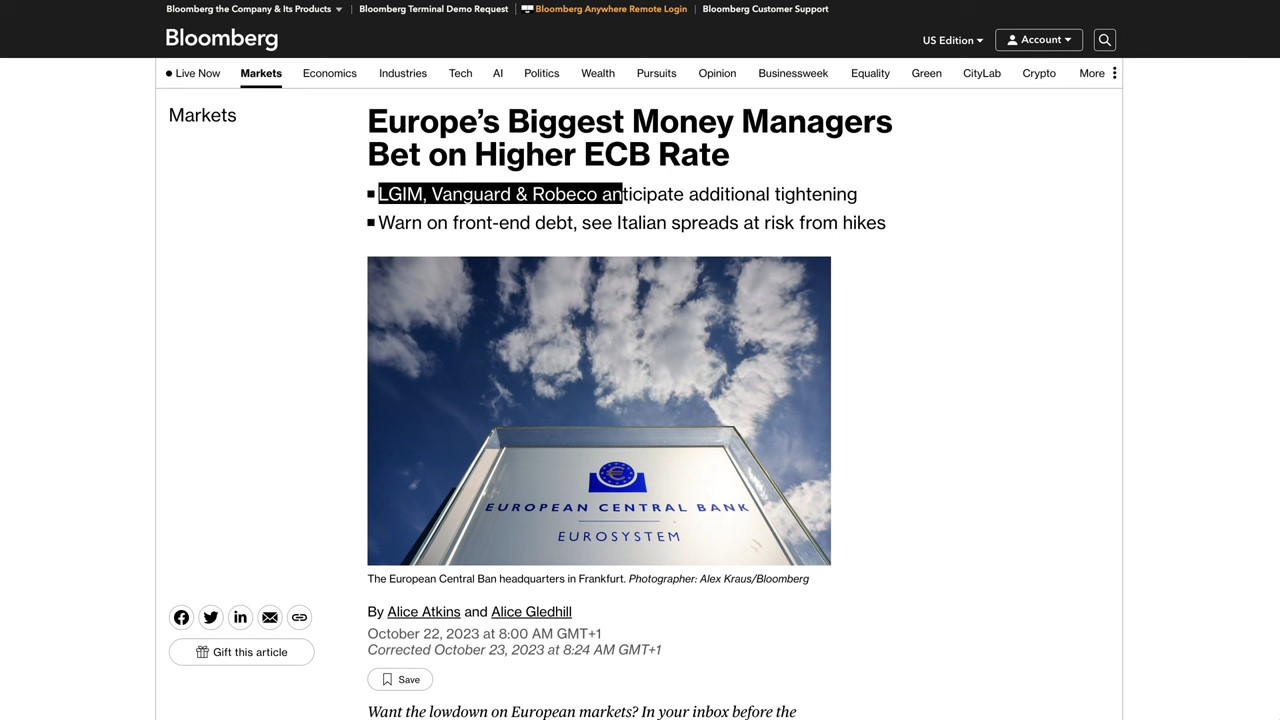 Bloomberg the Company & Its Products
Bloomberg Terminal Demo Request
Bloomberg Anywhere Remote Login
Bloomberg Customer Support
Bloomberg
US Edition
Account
Live Now
Markets
Economics
Industries
Tech
AI
Politics
Wealth
Pursuits
Opinion
Businessweek
Equality
Green
CityLab
Crypto
More
Markets
Europe's Biggest Money Managers
Bet on Higher ECB Rate
LGIM, Vanguard & Robeco anticipate additional tightening
Warn on front-end debt, see Italian spreads at risk from hikes
EUROPEAN CENTRAL BANK
EUROSYSTEM
The European Central Ban headquarters in Frankfurt. Photographer: Alex Kraus/Bloomberg
By Alice Atkins and Alice Gledhill
October 22, 2023 at 8:00 AM GMT+1
Corrected October 23, 2023 at 8:24 AM GMT+1
Gift this article
Save
Want the lowdown on European markets? In your inbox before the